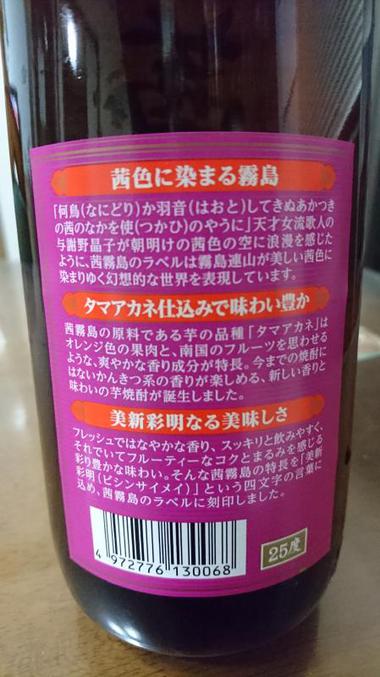 茜色に染まる霧島
「何鳥(なにどり)か羽音(はおと)してきぬあかつき
の茜のなかを使(つかひ)のやうに」天才女流歌人の
与謝野晶子が朝明けの茜色の空に浪漫を感じ
たように、茜霧島のラベルは霧島連山が美しい茜色に
染まりゆく幻想的な世界を表現しています。
タマアカネ仕込みで味わい豊か
茜霧島の原料である芋の品種「タマアカネ」は
オレンジ色の果肉と、南国のフルーツを思わせる
ような、爽やかな香り成分が特長。今までの焼酎に
はないかんきつ系の香りが楽しめる、新しい香りと
味わいの芋焼酎が誕生しました。
美新彩明なる美味しさ
フレッシュではなやかな香り、スッキリと飲みやすく、
それでいてフルーティーなコクとまるみを感じる
彩り豊かな味わい。そんな茜霧島の特長を「美新
彩明(ビシンサイメイ)」という四文字の言葉に
込め、茜霧島のラベルに刻印しました。
4 972776 130068
25度